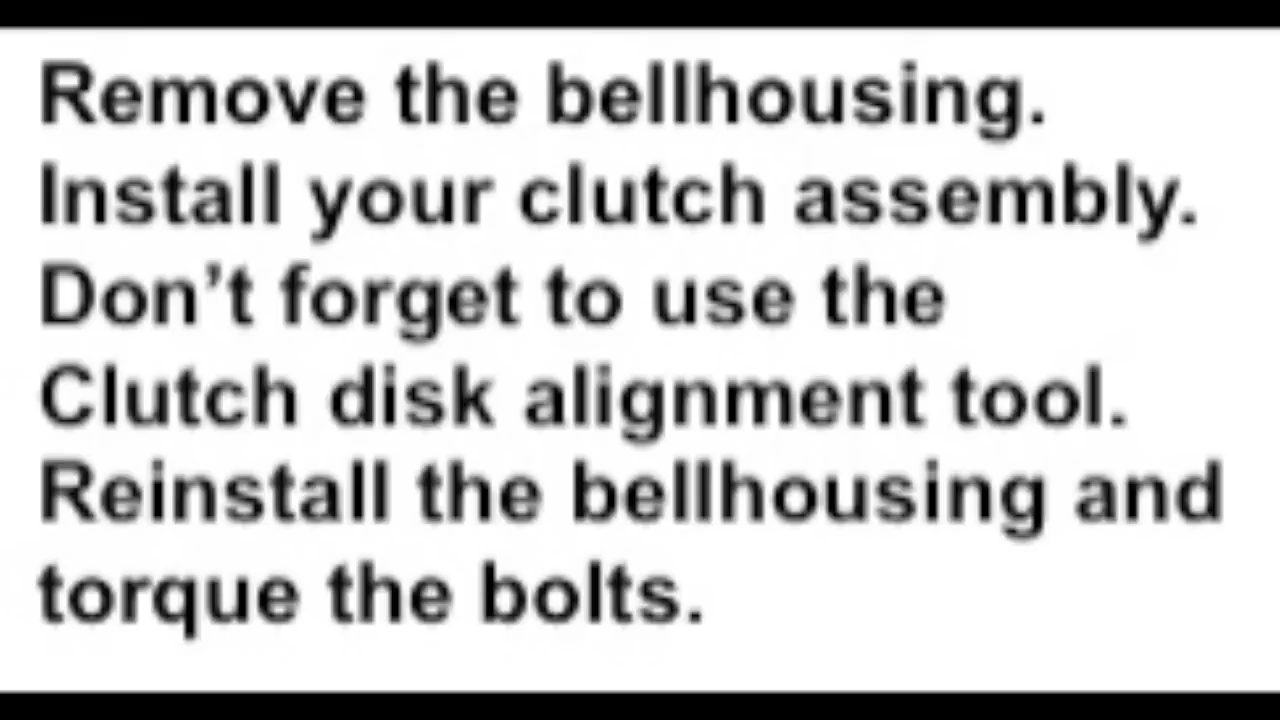 Remove the bellhousing.
Install your clutch assembly.
Don’t forget to use the
Clutch disk alignment tool.
Reinstall the bellhousing and
torque the bolts.